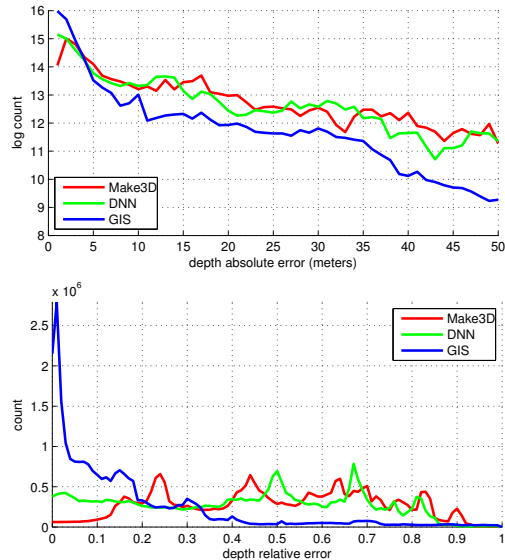 16
15
14
13
12
11
10
9
8
log count
Make3D
DNN
GIS
0 5 10 15 20 25 30 35 40 45 50
depth absolute error (meters)
x 10^6
2.5
2
1.5
1
0.5
0
count
Make3D
DNN
GIS
0 0.1 0.2 0.3 0.4 0.5 0.6 0.7 0.8 0.9 1
depth relative error